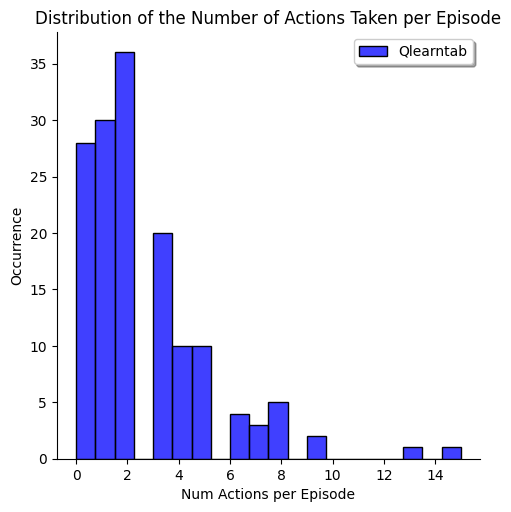 Distribution of the Number of Actions Taken per Episode
Qlearntab
35
30
25
20
15
10
5
0
Occurrence
0 2 4 6 8 10 12 14
Num Actions per Episode